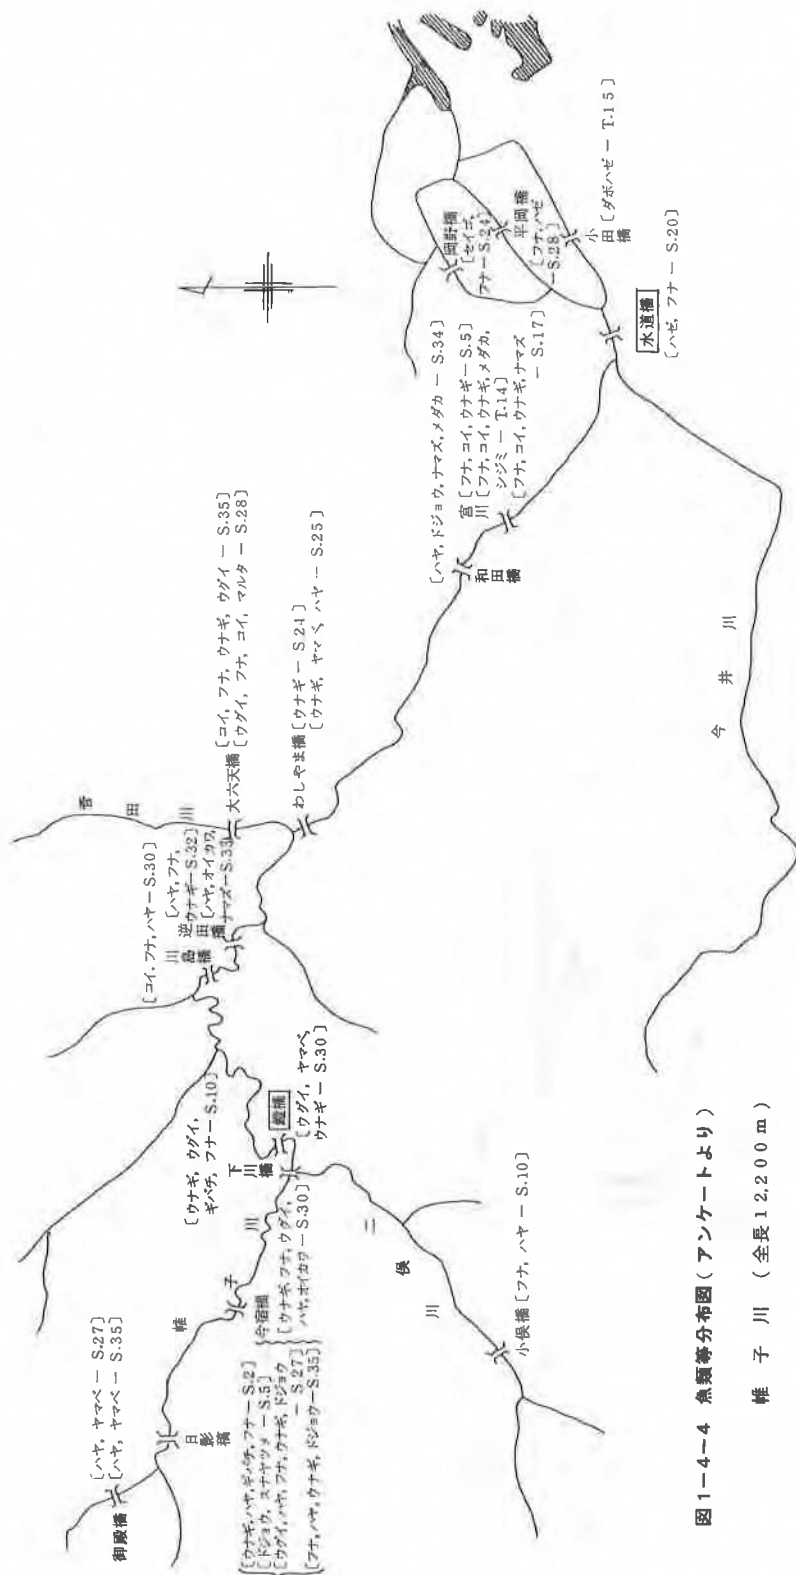 御殿橋
［ハヤ，ヤマベ－S.27］
［ハヤ，ヤマベ－S.35］
日影橋
［ウナギ，ハヤ，ギバチ，フナ－S.2］
［ドジョウ，スナヤツメ－S.5］
［ウグイ，ハヤ，フナ，ウナギ，ドジョウ
－S.27］
［フナ，ハヤ，ウナギ，ドジョウ－S.35］
帷子川
今宿橋
［ウナギ，フナ，ウグイ，
ハヤ，オイカワ－S.30］
下川橋
［ウナギ，ウグイ，
ギバチ，フナ－S.10］
鐙橋
［ウグイ，ヤマベ，
ウナギ－S.30］
二俣川
小俣橋［フナ，ハヤ－S.10］
川島橋
［コイ，フナ，ハヤ－S.30］
逆田橋
［ハヤ，フナ，
ウナギ－S.32］
［ハヤ，オイカワ，
ナマズ－S.33］
菅田川
大六天橋
［コイ，フナ，ウナギ，ウグイ－S.35］
［ウグイ，フナ，コイ，マルタ－S.28］
わしやま橋［ウナギ－S.24］
［ウナギ，ヤマベ，ハヤ－S.25］
和田橋
［ハヤ，ドジョウ，ナマズ，メダカ－S.34］
宮川
［フナ，コイ，ウナギ－S.5］
［フナ，コイ，ウナギ，メダカ，
シジミ－T.14］
［フナ，コイ，ウナギ，ナマズ
－S.17］
岡野橋
［セイゴ，
フナ－S.24］
平岡橋
［フナ，ハゼ
－S.28］
小田橋［ダボハゼ－T.15］
水道橋
［ハゼ，フナ－S.20］
今井川
図1－4－4　魚類等分布図（アンケートより）
帷子川（全長12,200m）